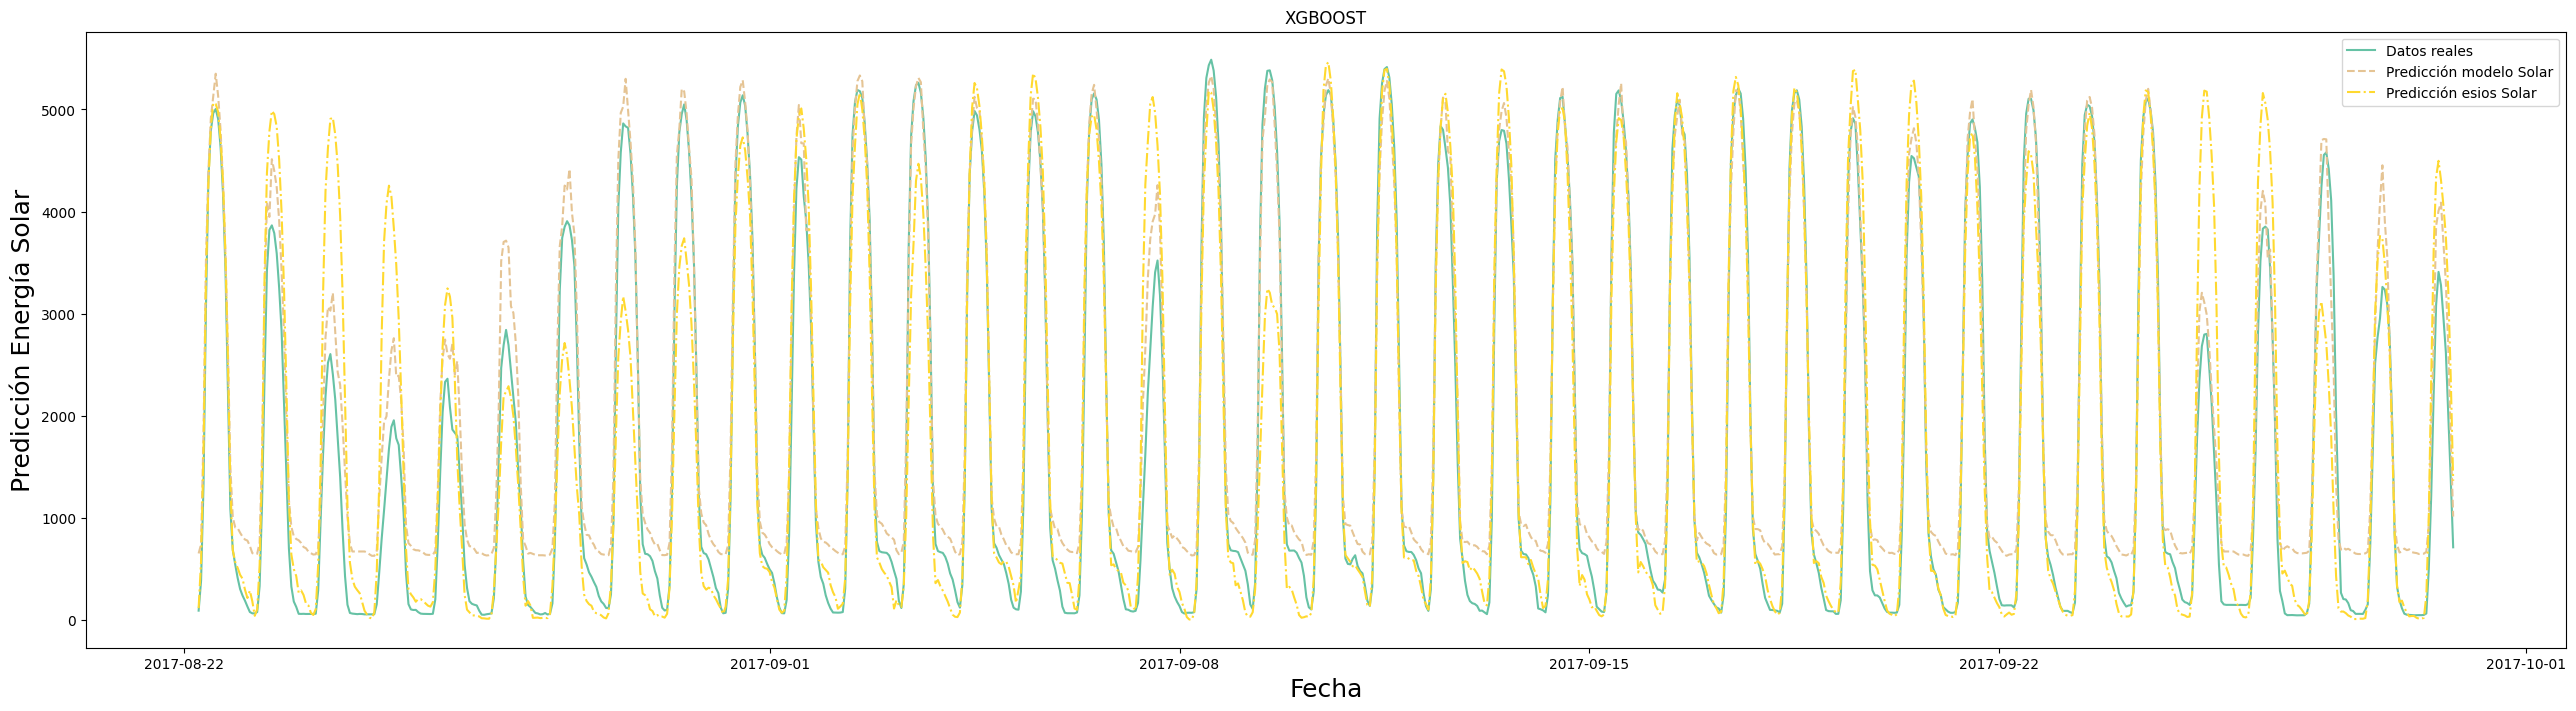 XGBOOST
Datos reales
Predicción modelo Solar
Predicción esios Solar
Predicción Energía Solar
5000
4000
3000
2000
1000
0
2017-08-22
2017-09-01
2017-09-08
2017-09-15
2017-09-22
2017-10-01
Fecha